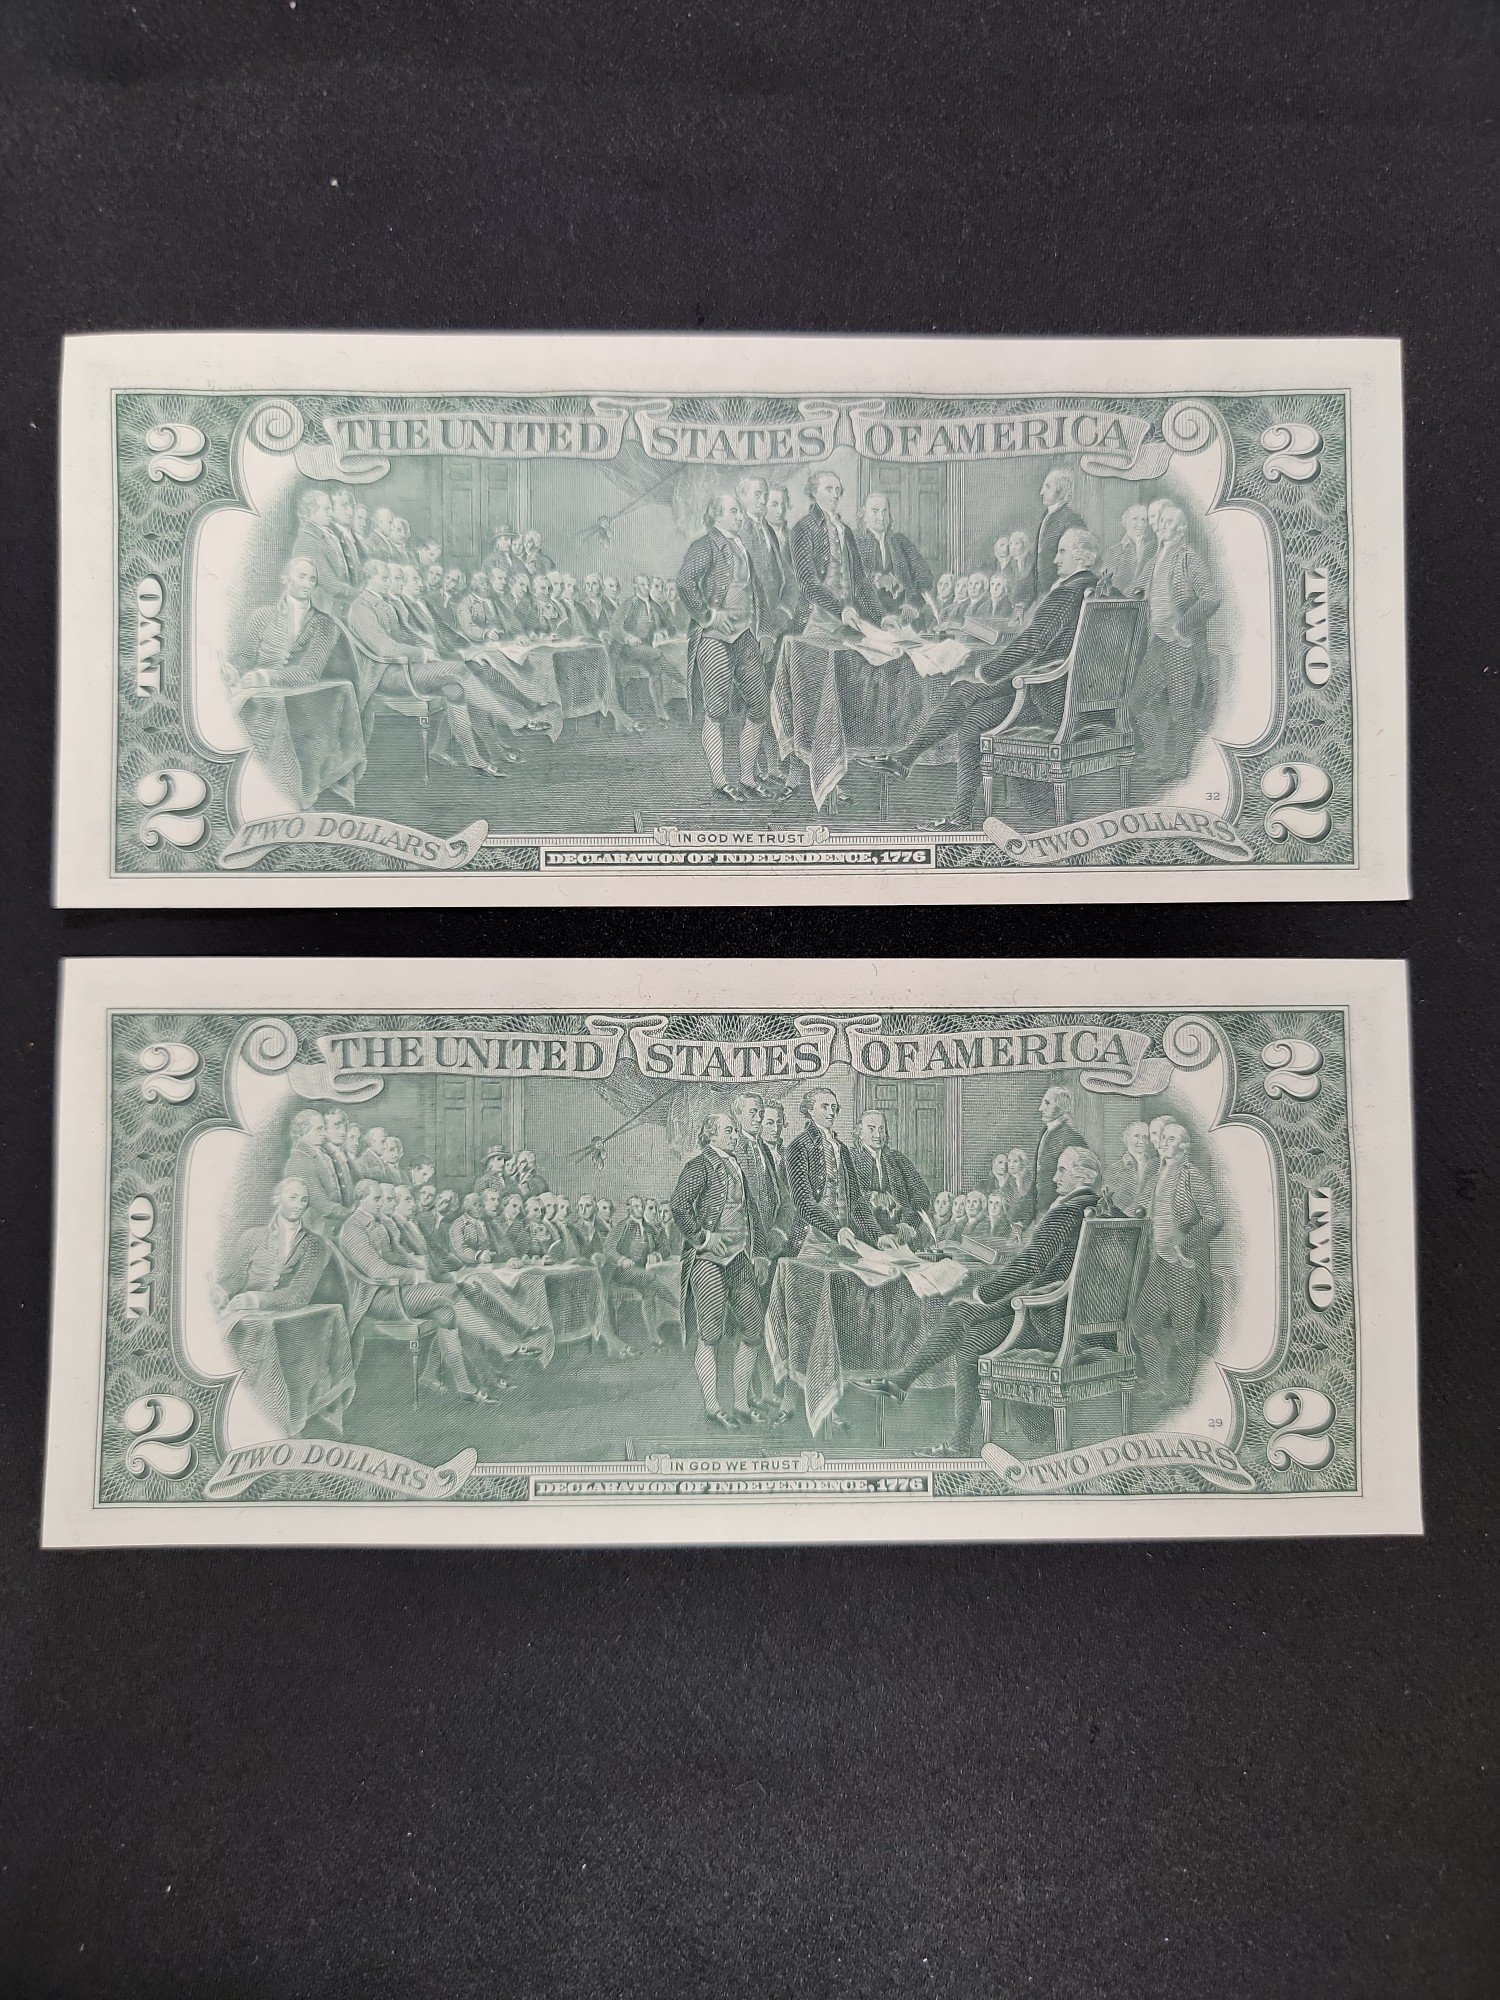 THE UNITED STATES OF AMERICA
2 2
TWO TWO
32
2 2
TWO DOLLARS IN GOD WE TRUST TWO DOLLARS
DECLARATION OF INDEPENDENCE, 1776
THE UNITED STATES OF AMERICA
2 2
TWO TWO
29
2 2
TWO DOLLARS IN GOD WE TRUST TWO DOLLARS
DECLARATION OF INDEPENDENCE, 1776